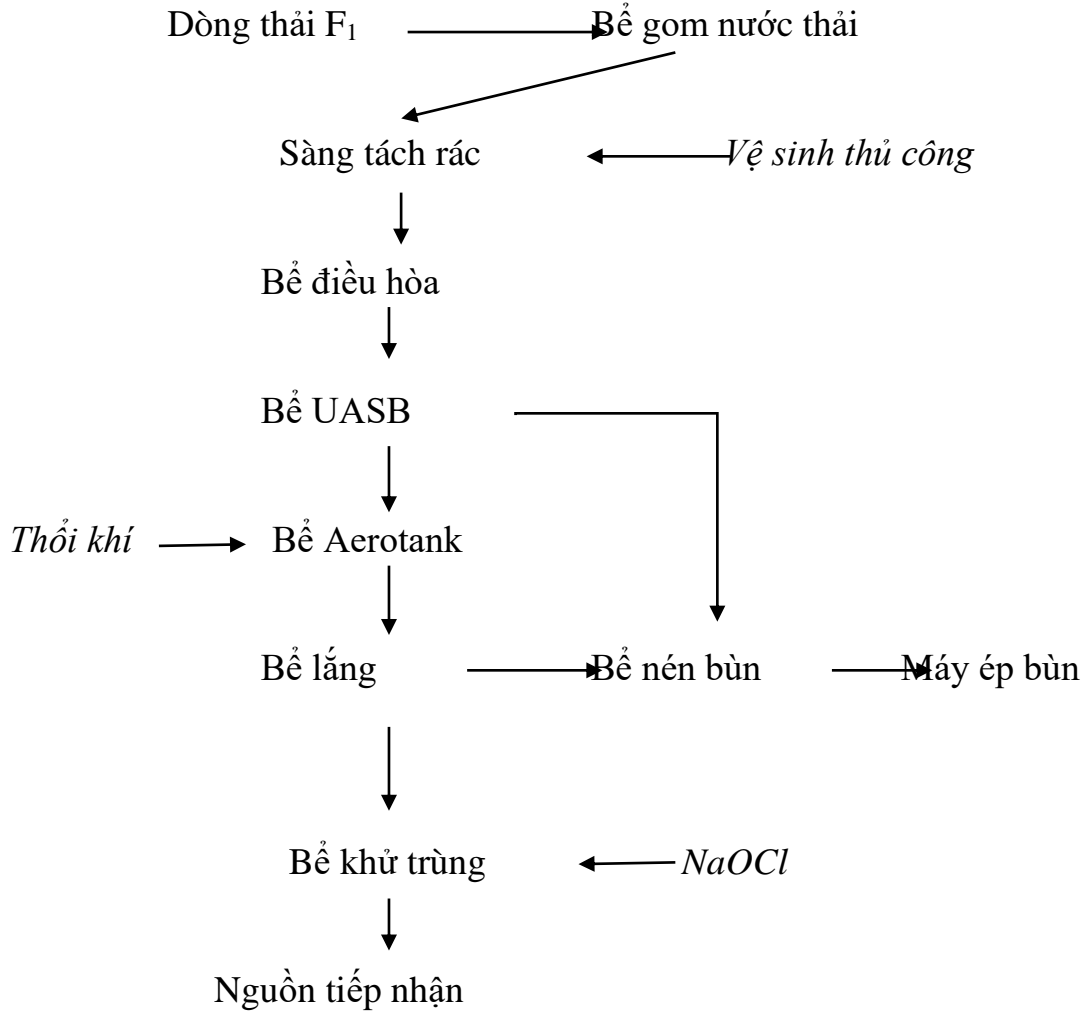 Dòng thải F₁
Bể gom nước thải
Sàng tách rác
Vệ sinh thủ công
Bể điều hòa
Bể UASB
Thổi khí
Bể Aerotank
Bể lắng
Bể nén bùn
Máy ép bùn
Bể khử trùng
NaOCl
Nguồn tiếp nhận